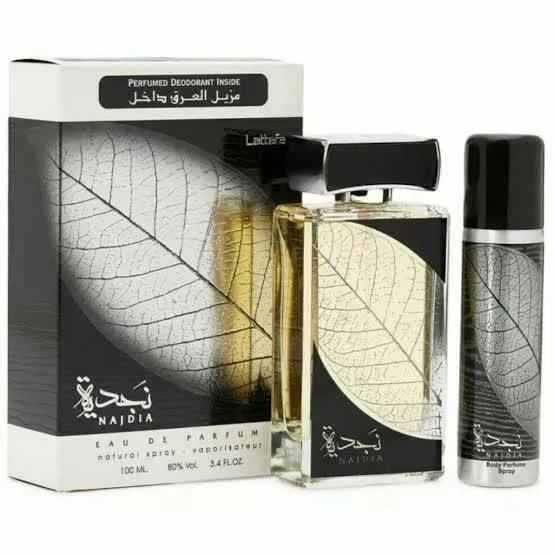 PERFUMED DEODORANT INSIDE
مزيل العرق داخل
Lattafa
نجدية
NAJDIA
EAU DE PARFUM
natural spray - vaporisateur
100 ML. 80% Vol. 3.4 FL.OZ.
نجدية
NAJDIA
نجدية
NAJDIA
Body Perfume
Spray